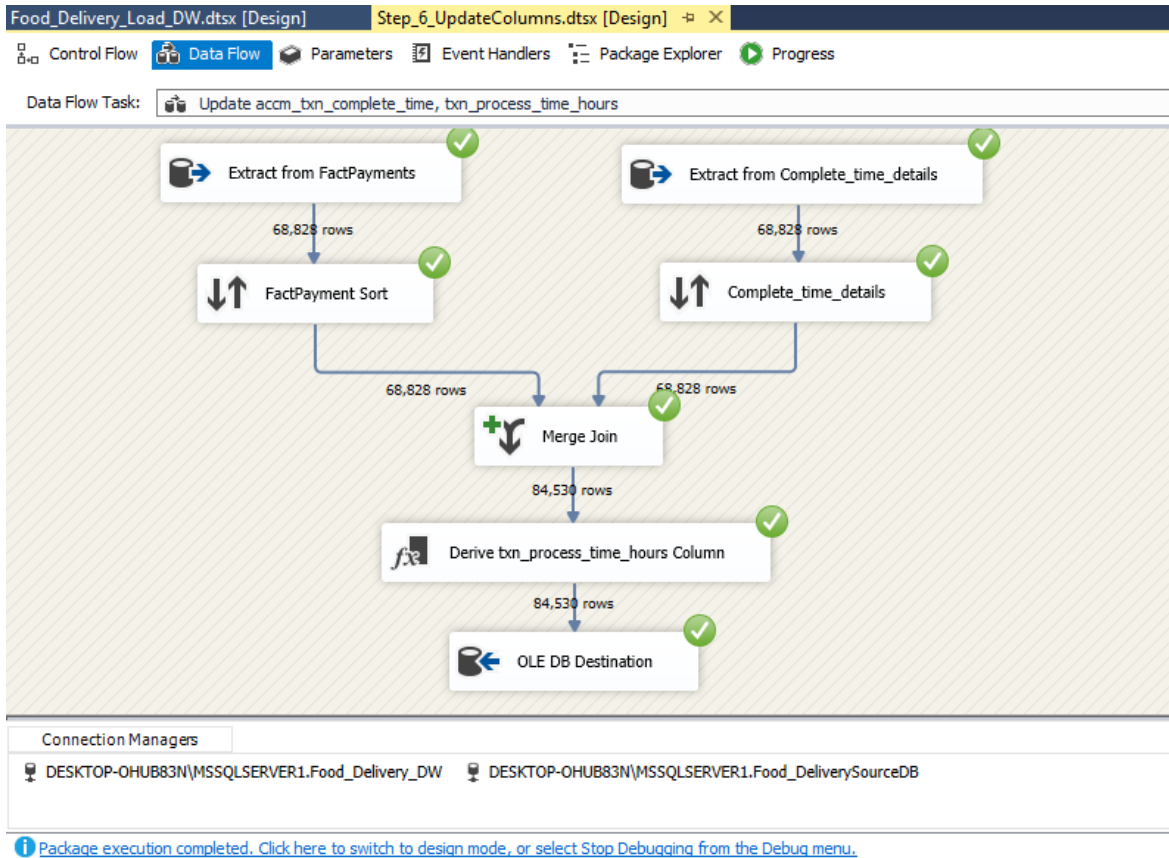 Food_Delivery_Load_DW.dtsx [Design] Step_6_UpdateColumns.dtsx [Design]
Control Flow Data Flow Parameters Event Handlers Package Explorer Progress
Data Flow Task: Update accm_txn_complete_time, txn_process_time_hours
Extract from FactPayments Extract from Complete_time_details
68,828 rows 68,828 rows
FactPayment Sort Complete_time_details
68,828 rows 68,828 rows
Merge Join
84,530 rows
fx Derive txn_process_time_hours Column
84,530 rows
OLE DB Destination
Connection Managers
DESKTOP-OHUB83N\MSSQLSERVER1.Food_Delivery_DW DESKTOP-OHUB83N\MSSQLSERVER1.Food_DeliverySourceDB
Package execution completed. Click here to switch to design mode, or select Stop Debugging from the Debug menu.